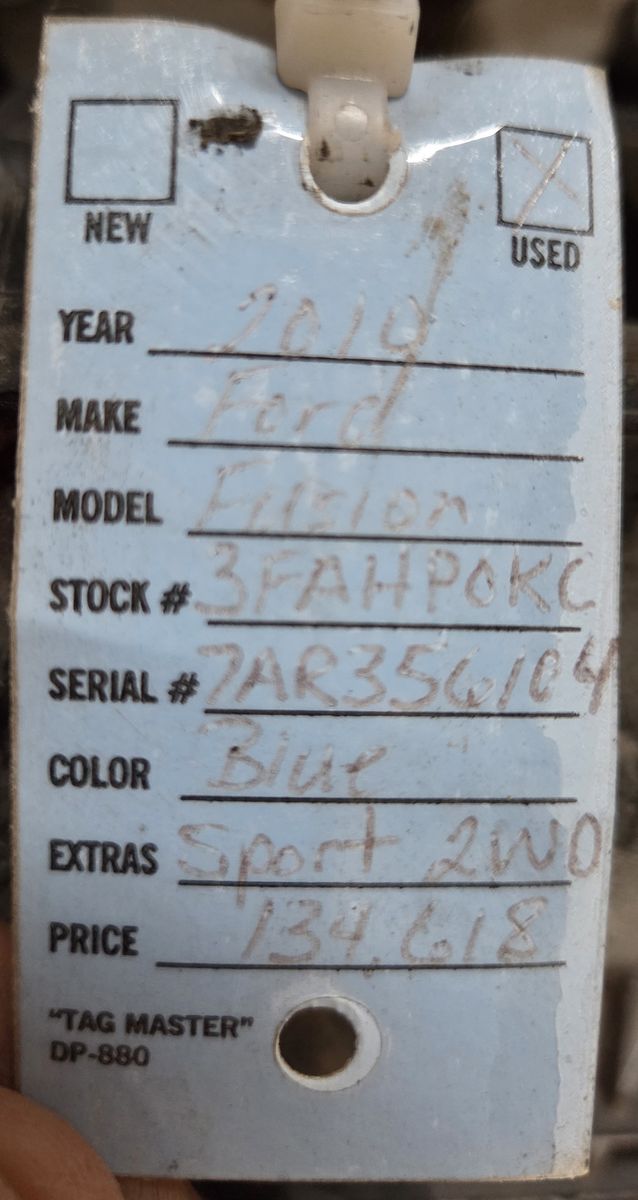 NEW
USED
YEAR 2010
MAKE Ford
MODEL Fusion
STOCK # 3FAHP0KC
SERIAL # 7AR356104
COLOR Blue
EXTRAS Sport 2WD
PRICE 134,618
"TAG MASTER"
DP-880